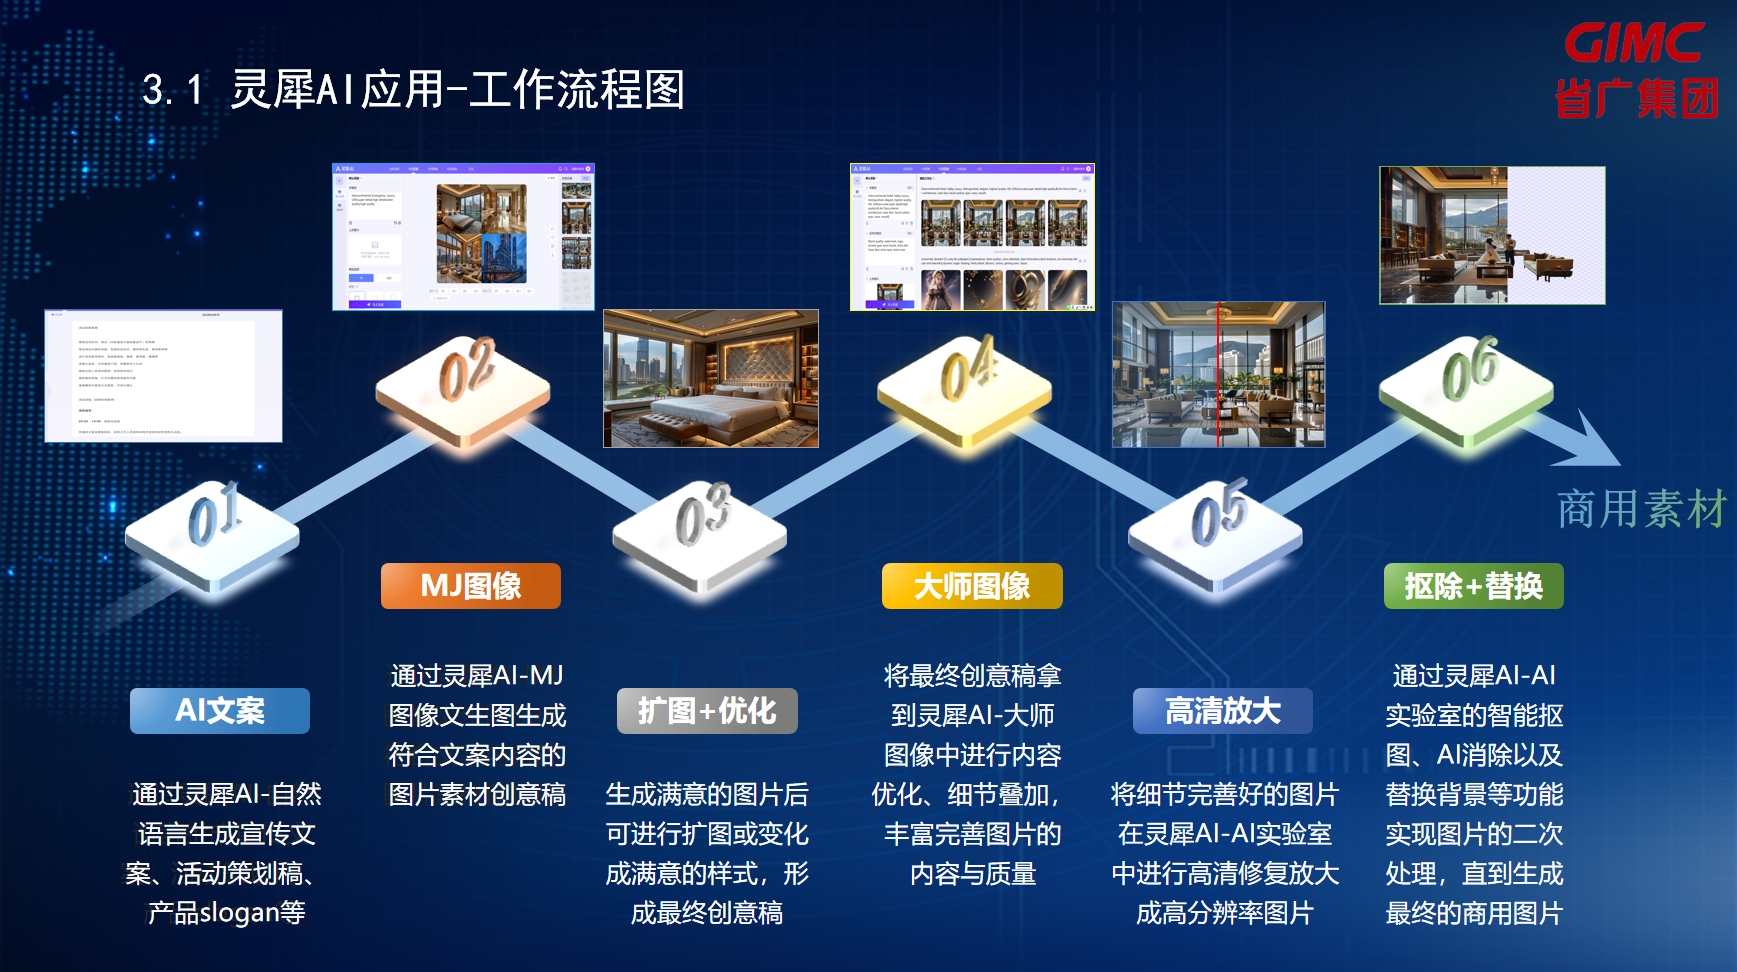 GIMC
省广集团
3.1 灵犀AI应用-工作流程图
01
02
03
04
05
06
商用素材
AI文案
通过灵犀AI-自然
语言生成宣传文
案、活动策划稿、
产品slogan等
MJ图像
通过灵犀AI-MJ
图像文生图生成
符合文案内容的
图片素材创意稿
扩图+优化
生成满意的图片后
可进行扩图或变化
成满意的样式，形
成最终创意稿
大师图像
将最终创意稿拿
到灵犀AI-大师
图像中进行内容
优化、细节叠加，
丰富完善图片的
内容与质量
高清放大
将细节完善好的图片
在灵犀AI-AI实验室
中进行高清修复放大
成高分辨率图片
抠除+替换
通过灵犀AI-AI
实验室的智能抠
图、AI消除以及
替换背景等功能
实现图片的二次
处理，直到生成
最终的商用图片